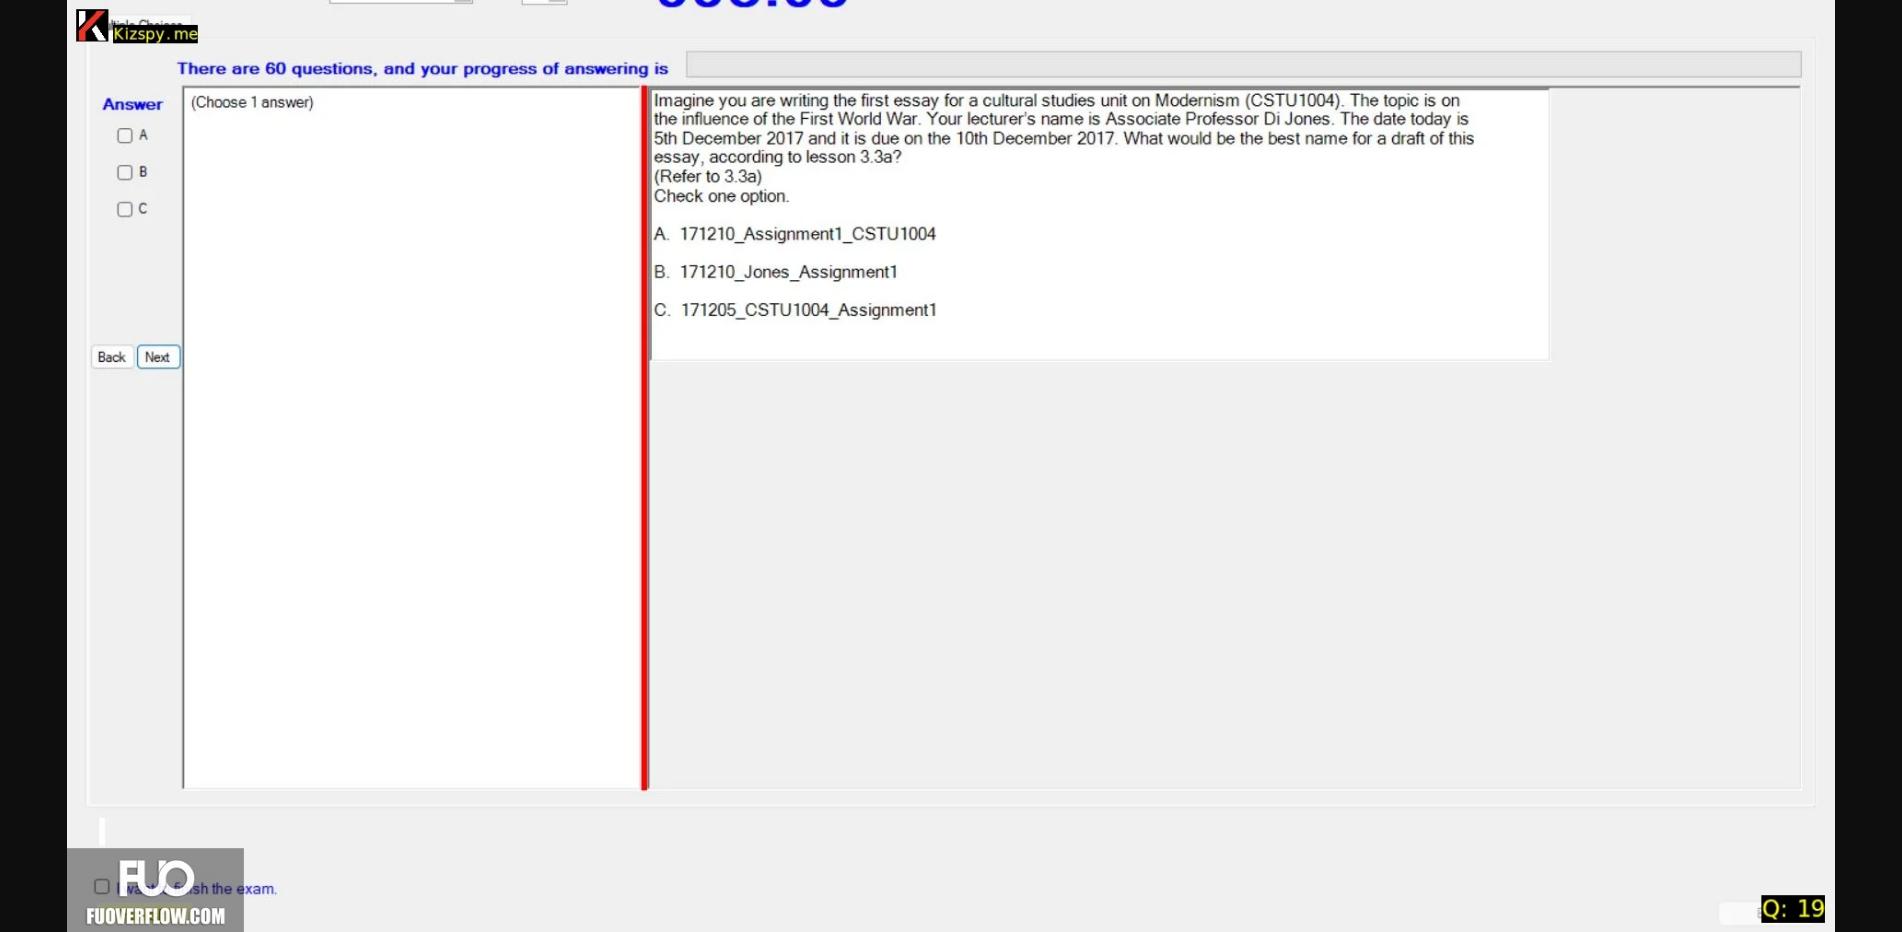 Kizspy.me
There are 60 questions, and your progress of answering is
Answer
A
B
C
Back
Next
(Choose 1 answer)
Imagine you are writing the first essay for a cultural studies unit on Modernism (CSTU1004). The topic is on
the influence of the First World War. Your lecturer's name is Associate Professor Di Jones. The date today is
5th December 2017 and it is due on the 10th December 2017. What would be the best name for a draft of this
essay, according to lesson 3.3a?
(Refer to 3.3a)
Check one option.
A. 171210_Assignment1_CSTU1004
B. 171210_Jones_Assignment1
C. 171205_CSTU1004_Assignment1
FUO
the exam.
FUOVERFLOW.COM
Q: 19